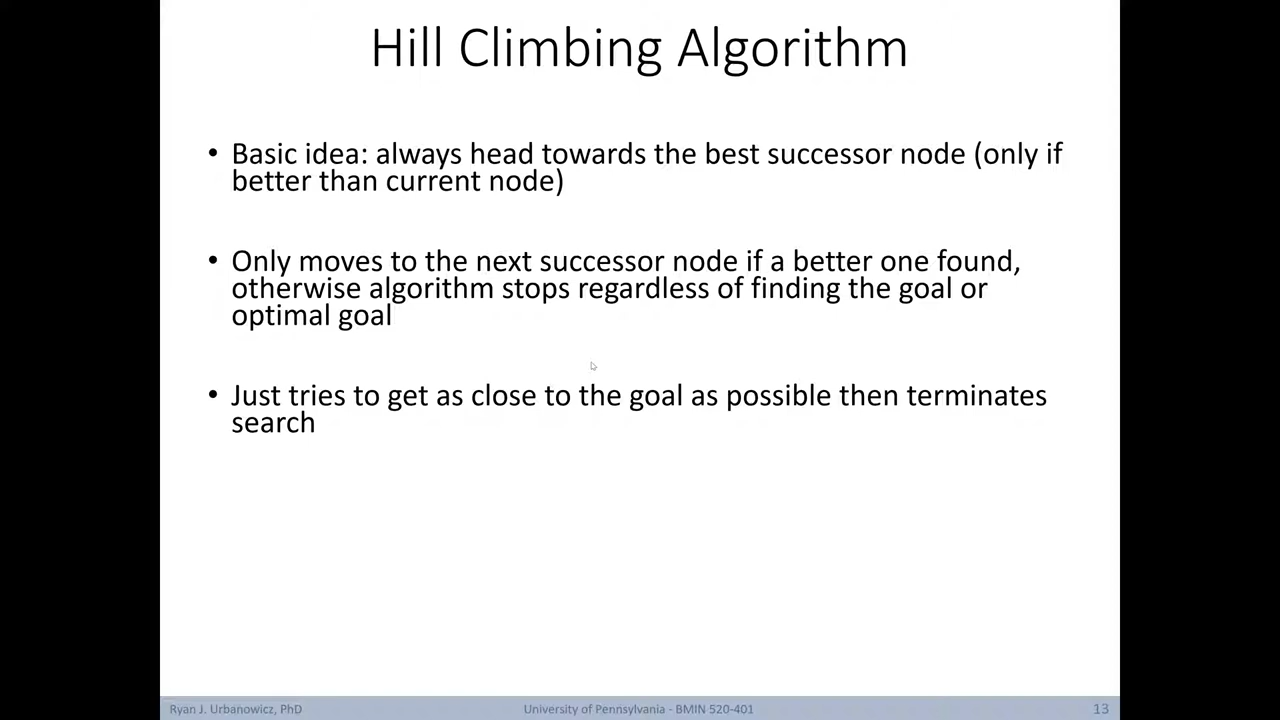 Hill Climbing Algorithm
• Basic idea: always head towards the best successor node (only if
better than current node)
• Only moves to the next successor node if a better one found,
otherwise algorithm stops regardless of finding the goal or
optimal goal
• Just tries to get as close to the goal as possible then terminates
search
Ryan J. Urbanowicz, PhD
University of Pennsylvania - BMIN 520-401
13